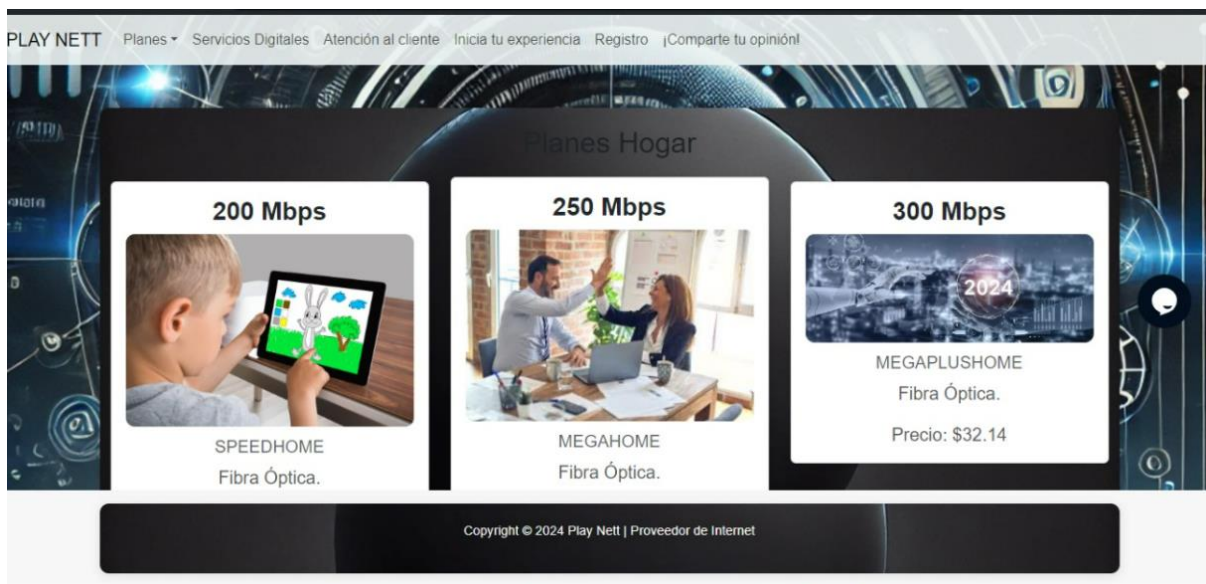 PLAY NETT Planes Servicios Digitales Atención al cliente Inicia tu experiencia Registro ¡Comparte tu opinión!
Planes Hogar
200 Mbps
SPEEDHOME
Fibra Óptica.
250 Mbps
MEGAHOME
Fibra Óptica.
300 Mbps
2024
MEGAPLUSHOME
Fibra Óptica.
Precio: $32.14
Copyright © 2024 Play Nett | Proveedor de Internet